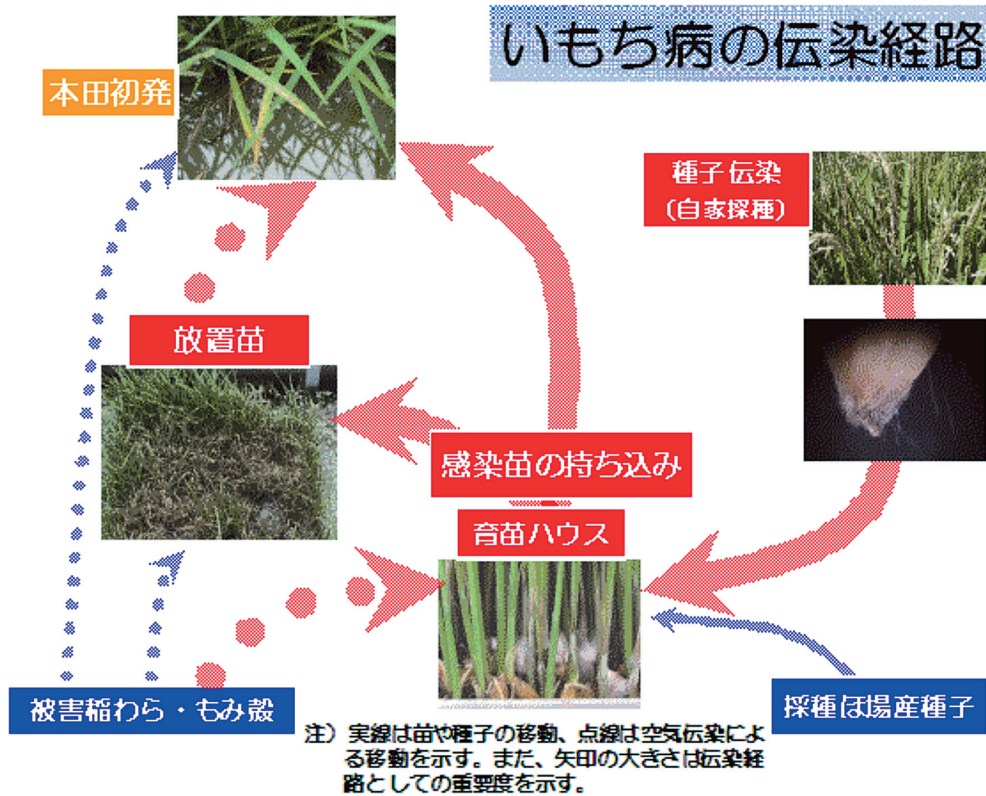 いもち病の伝染経路
本田初発
種子伝染
(自家採種)
放置苗
感染苗の持ち込み
育苗ハウス
被害稲わら・もみ殻
採種ほ場産種子
注）実線は苗や種子の移動、点線は空気伝染によ
る移動を示す。また、矢印の大きさは伝染経
路としての重要度を示す。